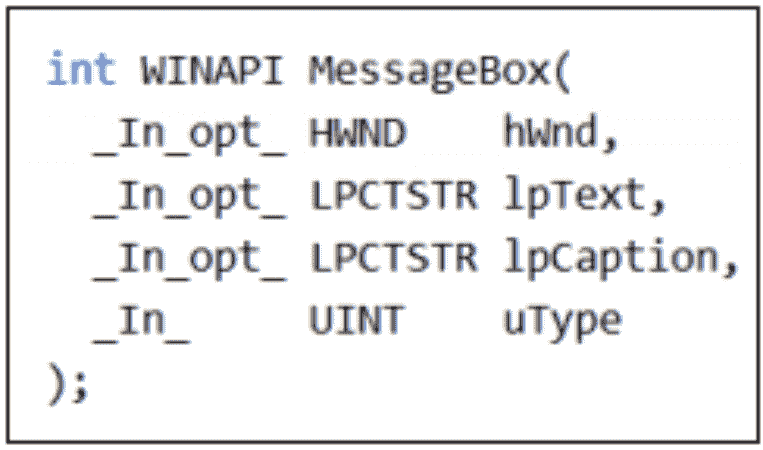 int WINAPI MessageBox(
  _In_opt_ HWND    hWnd,
  _In_opt_ LPCTSTR lpText,
  _In_opt_ LPCTSTR lpCaption,
  _In_     UINT    uType
);